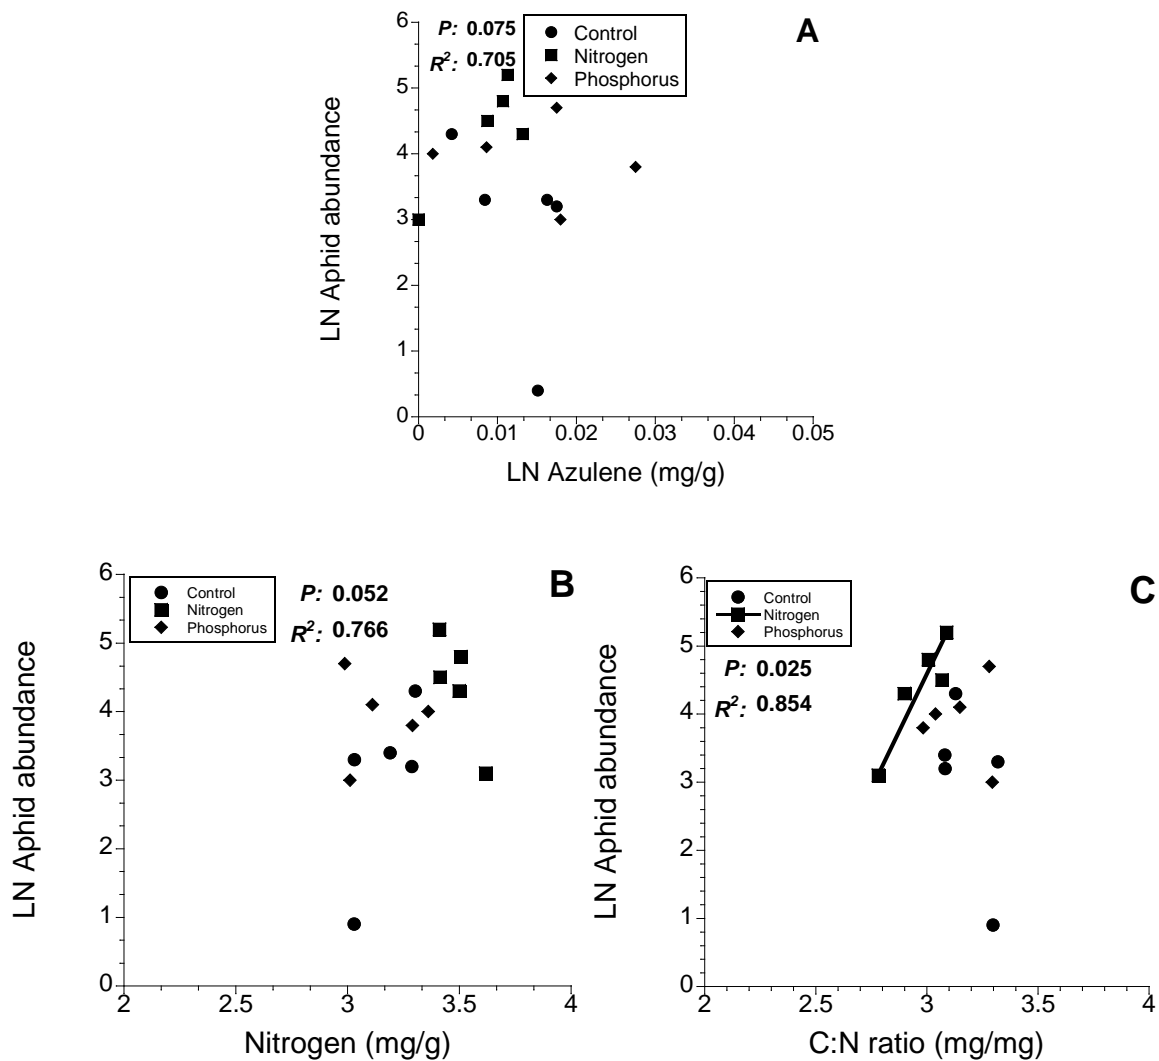 A
P: 0.075
R2: 0.705
Control
Nitrogen
Phosphorus
6
5
4
3
2
1
0
LN Aphid abundance
0 0.01 0.02 0.03 0.04 0.05
LN Azulene (mg/g)
B
Control
Nitrogen
Phosphorus
P: 0.052
R2: 0.766
6
5
4
3
2
1
0
LN Aphid abundance
2 2.5 3 3.5 4
Nitrogen (mg/g)
C
Control
Nitrogen
Phosphorus
P: 0.025
R2: 0.854
6
5
4
3
2
1
0
LN Aphid abundance
2 2.5 3 3.5 4
C:N ratio (mg/mg)